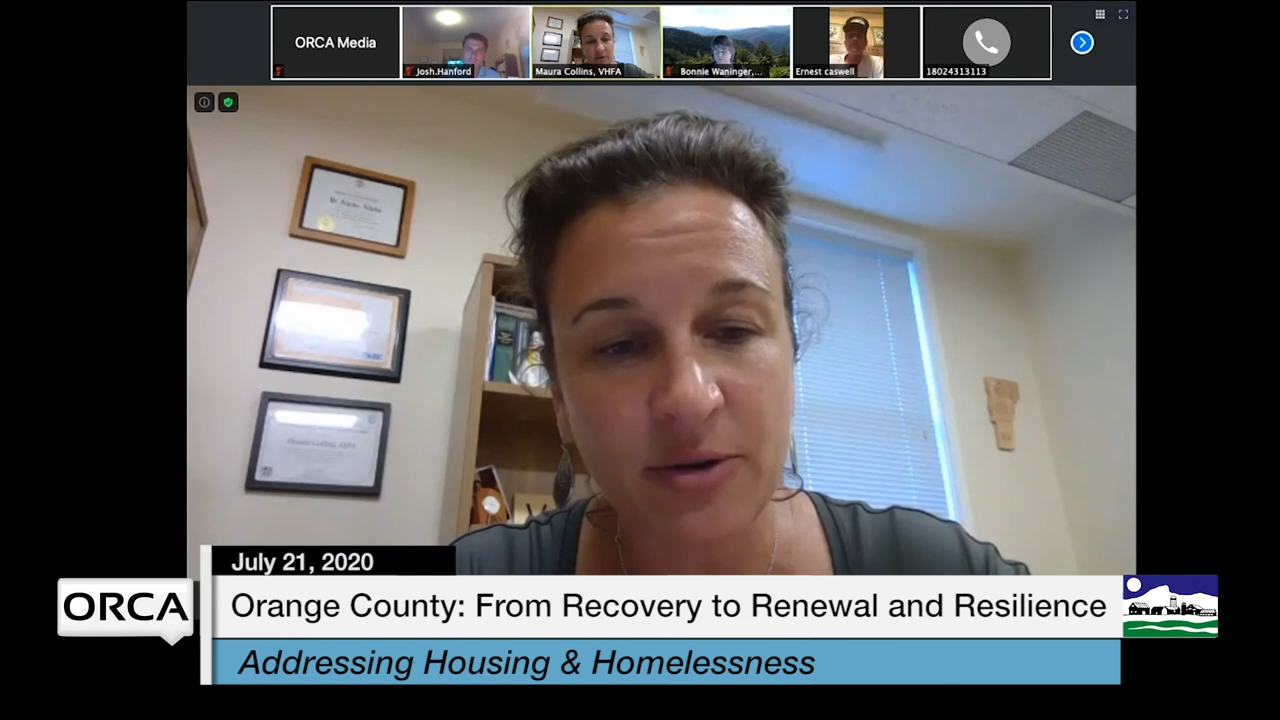 ORCA Media
Josh.Hanford
Maura Collins, VHFA
Bonnie Waninger,...
Ernest caswell
18024313113
July 21, 2020
ORCA
Orange County: From Recovery to Renewal and Resilience
Addressing Housing & Homelessness